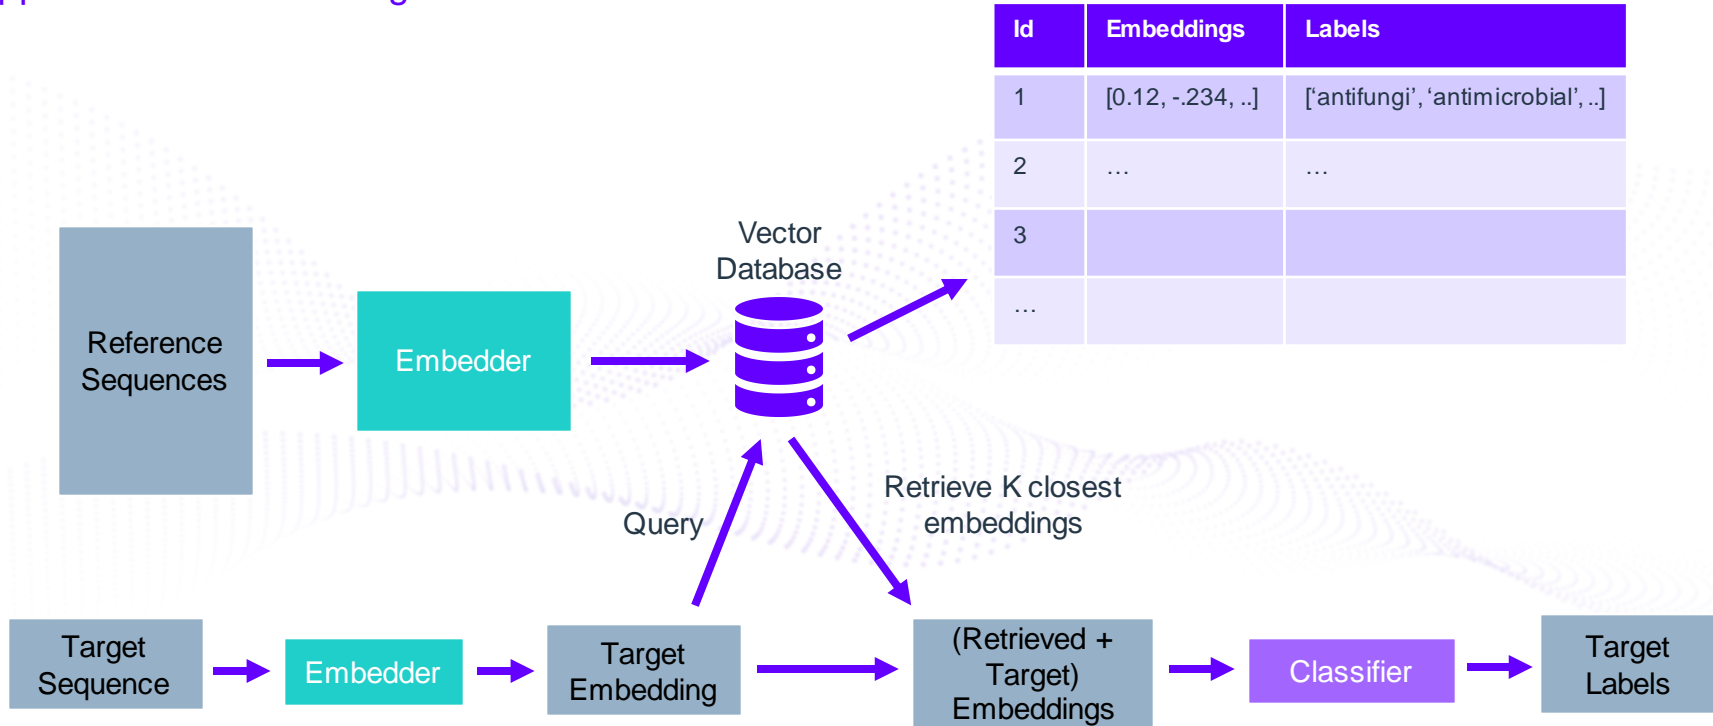 Id Embeddings Labels
1 [0.12, -.234, ..] [‘antifungi’, ‘antimicrobial’, ..]
2 … …
3
…
Vector
Database
Reference
Sequences
Embedder
Retrieve K closest
embeddings
Query
Target
Sequence
Embedder
Target
Embedding
(Retrieved +
Target)
Embeddings
Classifier
Target
Labels